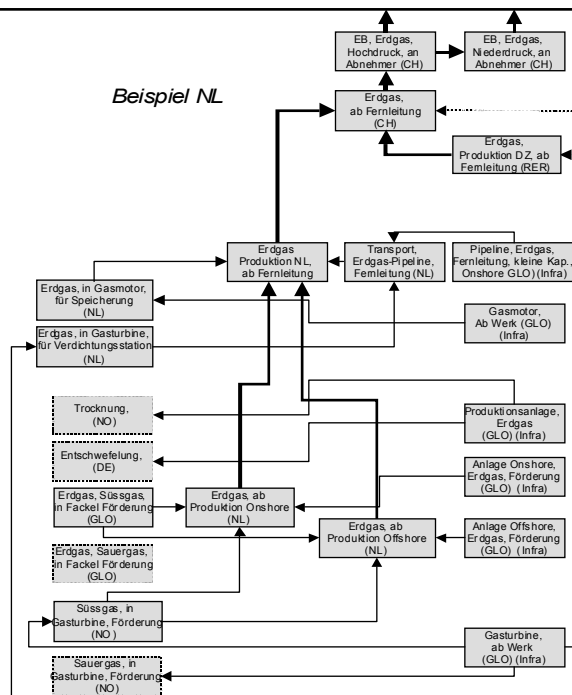 EB, Erdgas,
Hochdruck, an
Abnehmer (CH)
EB, Erdgas,
Niederdruck, an
Abnehmer (CH)
Beispiel NL
Erdgas,
ab Fernleitung
(CH)
Erdgas,
Produktion DZ, ab
Fernleitung (RER)
Erdgas
Produktion NL,
ab Fernleitung
Transport,
Erdgas-Pipeline,
Fernleitung (NL)
Pipeline, Erdgas,
Fernleitung, kleine Kap.,
Onshore GLO) (Infra)
Erdgas, in Gasmotor,
für Speicherung
(NL)
Gasmotor,
Ab Werk (GLO)
(Infra)
Erdgas, in Gasturbine,
für Verdichtungsstation
(NL)
Trocknung,
(NO)
Produktionsanlage,
Erdgas
(GLO) (Infra)
Entschwefelung,
(DE)
Erdgas, Süssgas,
in Fackel Förderung
(GLO)
Erdgas, ab
Produktion Onshore
(NL)
Anlage Onshore,
Erdgas, Förderung
(GLO) (Infra)
Erdgas, ab
Produktion Offshore
(NL)
Anlage Offshore,
Erdgas, Förderung
(GLO) (Infra)
Erdgas, Sauergas,
in Fackel Förderung
(GLO)
Süssgas, in
Gasturbine, Förderung
(NO)
Gasturbine,
ab Werk
(GLO) (Infra)
Sauergas, in
Gasturbine, Förderung
(NO)